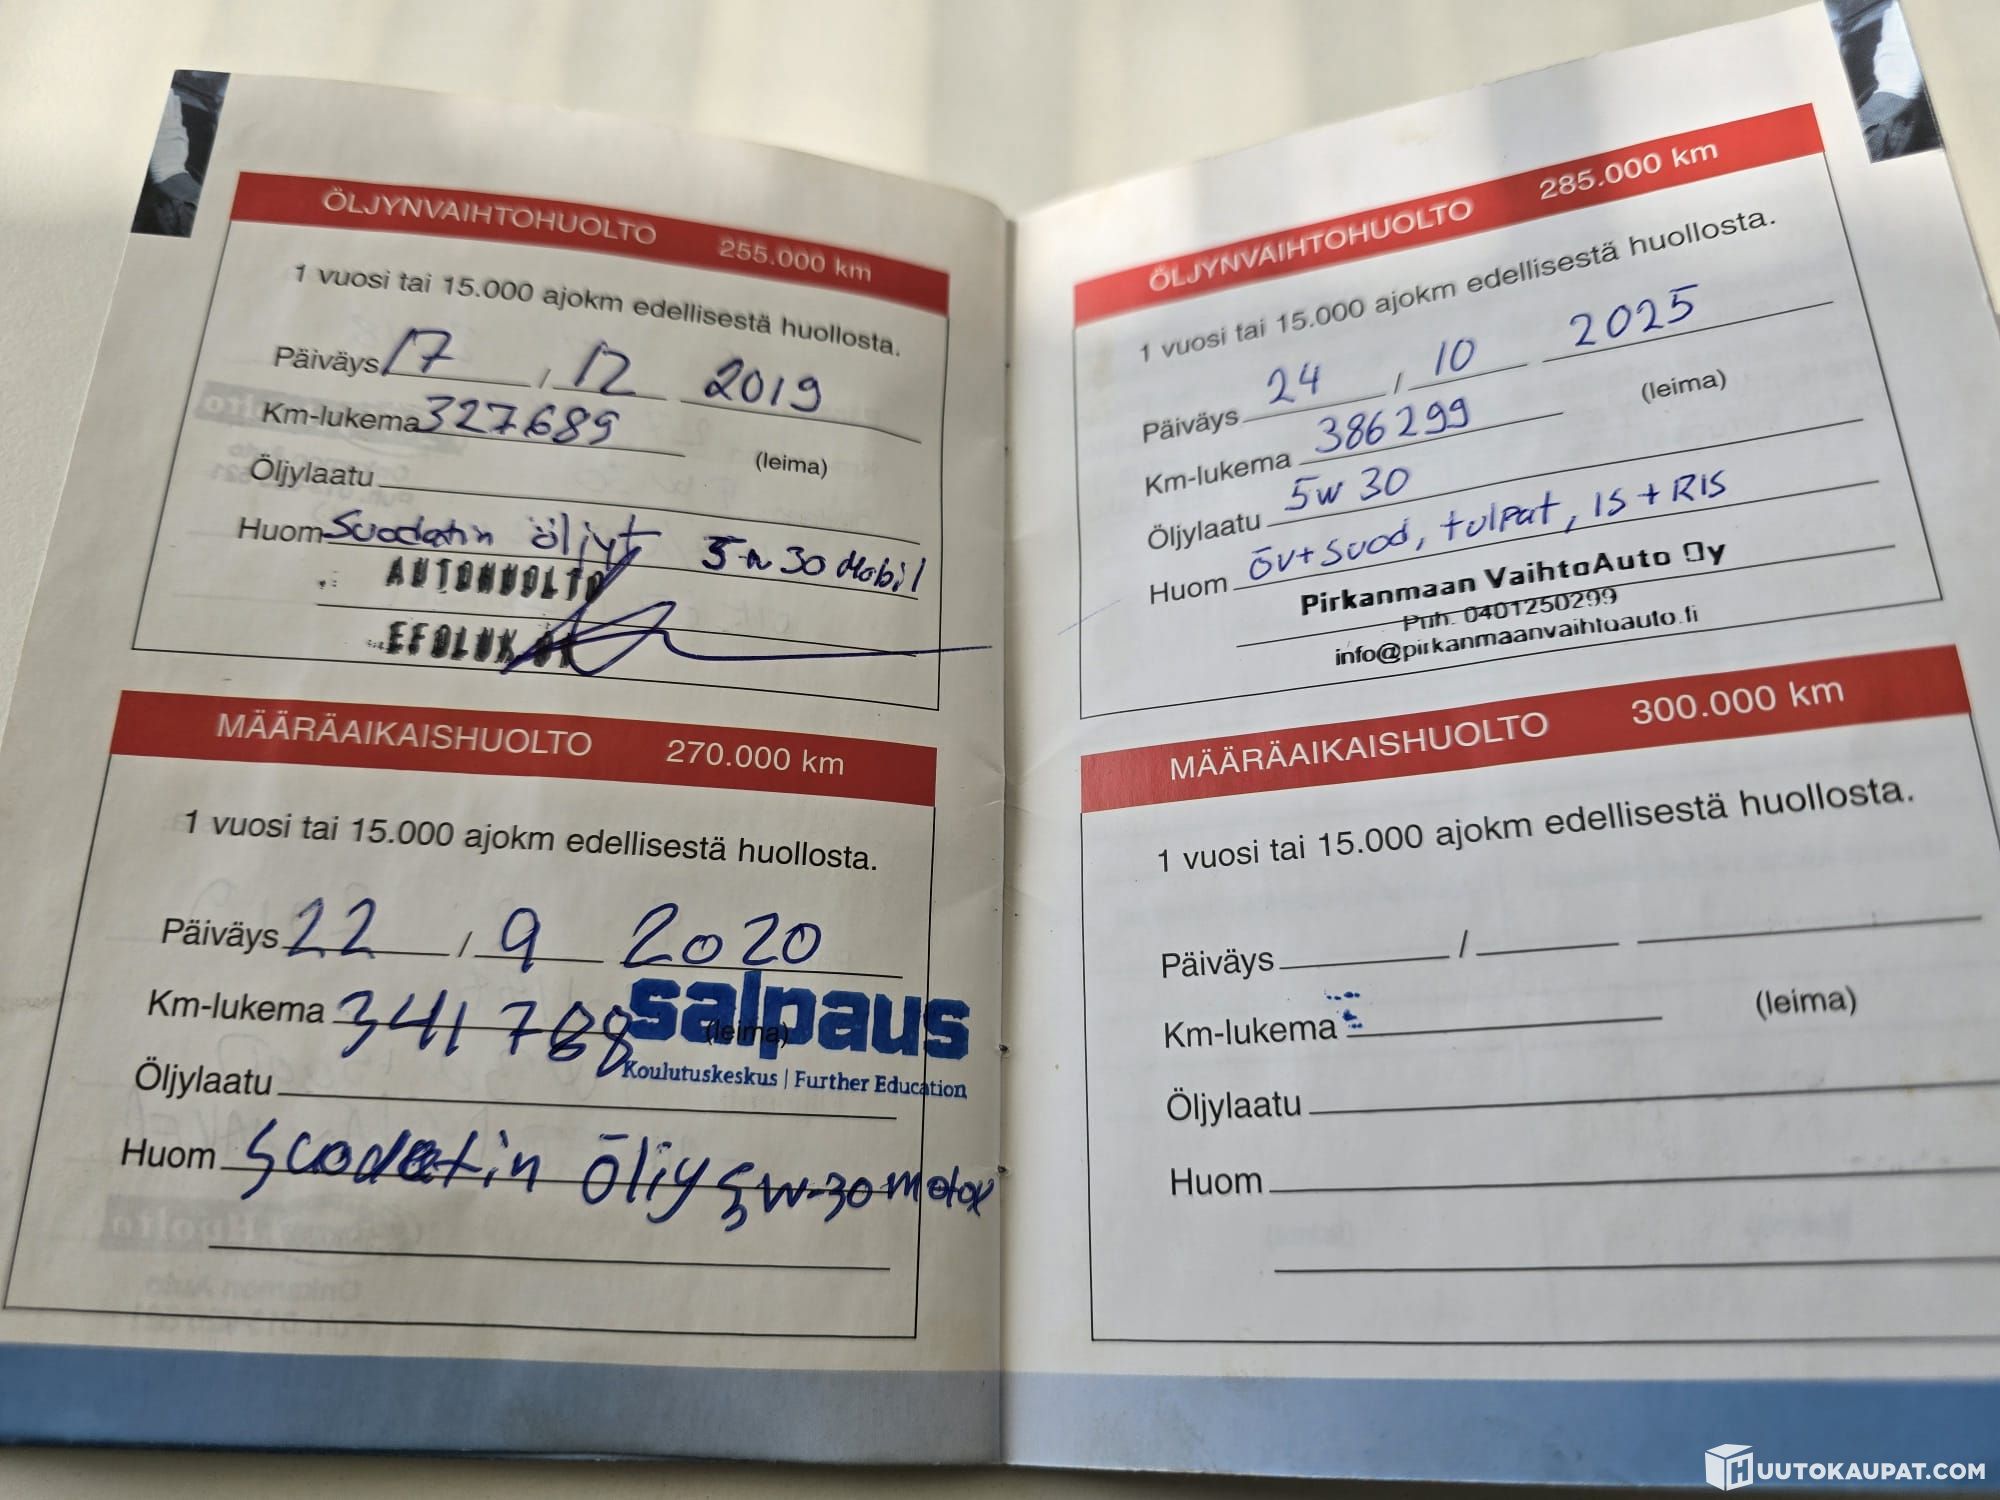 ÖLJYNVAIHTOHUOLTO 255.000 km
1 vuosi tai 15.000 ajokm edellisestä huollosta.
Päiväys 17 / 12 2019
Km-lukema 327689
(leima)
Öljylaatu
Huom Suodatin öljyt 5w30 Mobil
AUTOHUOLTO
EFOLUX OY
MÄÄRÄAIKAISHUOLTO 270.000 km
1 vuosi tai 15.000 ajokm edellisestä huollosta.
Päiväys 22 / 9 2020
Km-lukema 341788
(leima)
salpaus
Koulutuskeskus | Further Education
Öljylaatu
Huom Suodatin Öljy 5w-30 motox
ÖLJYNVAIHTOHUOLTO 285.000 km
1 vuosi tai 15.000 ajokm edellisestä huollosta.
Päiväys 24 / 10 2025
Km-lukema 386299 (leima)
Öljylaatu 5w 30
Huom öv+suod, tulpat, IS + RIS
Pirkanmaan VaihtoAuto Oy
Puh. 0401250299
info@pirkanmaanvaihtoauto.fi
MÄÄRÄAIKAISHUOLTO 300.000 km
1 vuosi tai 15.000 ajokm edellisestä huollosta.
Päiväys /
Km-lukema (leima)
Öljylaatu
Huom
HUUTOKAUPAT.COM